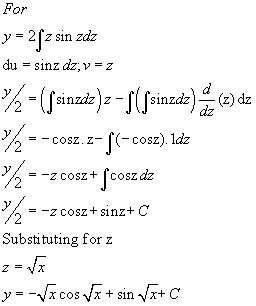 For
y = 2∫z sin zdz
du = sinz dz; v = z
y/2 = (∫sinzdz) z − ∫(∫sinzdz) d/dz (z) dz
y/2 = −cosz. z − ∫(−cosz). 1dz
y/2 = −z cosz + ∫cosz dz
y/2 = −z cosz + sinz + C
Substituting for z
z = √x
y = −√x cos √x + sin √x + C